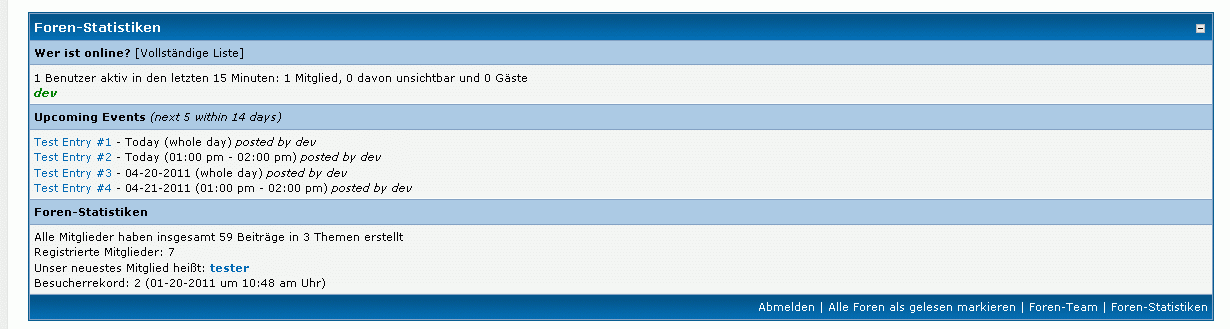 Foren-Statistiken
Wer ist online? [Vollständige Liste]
1 Benutzer aktiv in den letzten 15 Minuten: 1 Mitglied, 0 davon unsichtbar und 0 Gäste
dev
Upcoming Events (next 5 within 14 days)
Test Entry #1 - Today (whole day) posted by dev
Test Entry #2 - Today (01:00 pm - 02:00 pm) posted by dev
Test Entry #3 - 04-20-2011 (whole day) posted by dev
Test Entry #4 - 04-21-2011 (01:00 pm - 02:00 pm) posted by dev
Foren-Statistiken
Alle Mitglieder haben insgesamt 59 Beiträge in 3 Themen erstellt
Registrierte Mitglieder: 7
Unser neuestes Mitglied heißt: tester
Besucherrekord: 2 (01-20-2011 um 10:48 am Uhr)
Abmelden | Alle Foren als gelesen markieren | Foren-Team | Foren-Statistiken